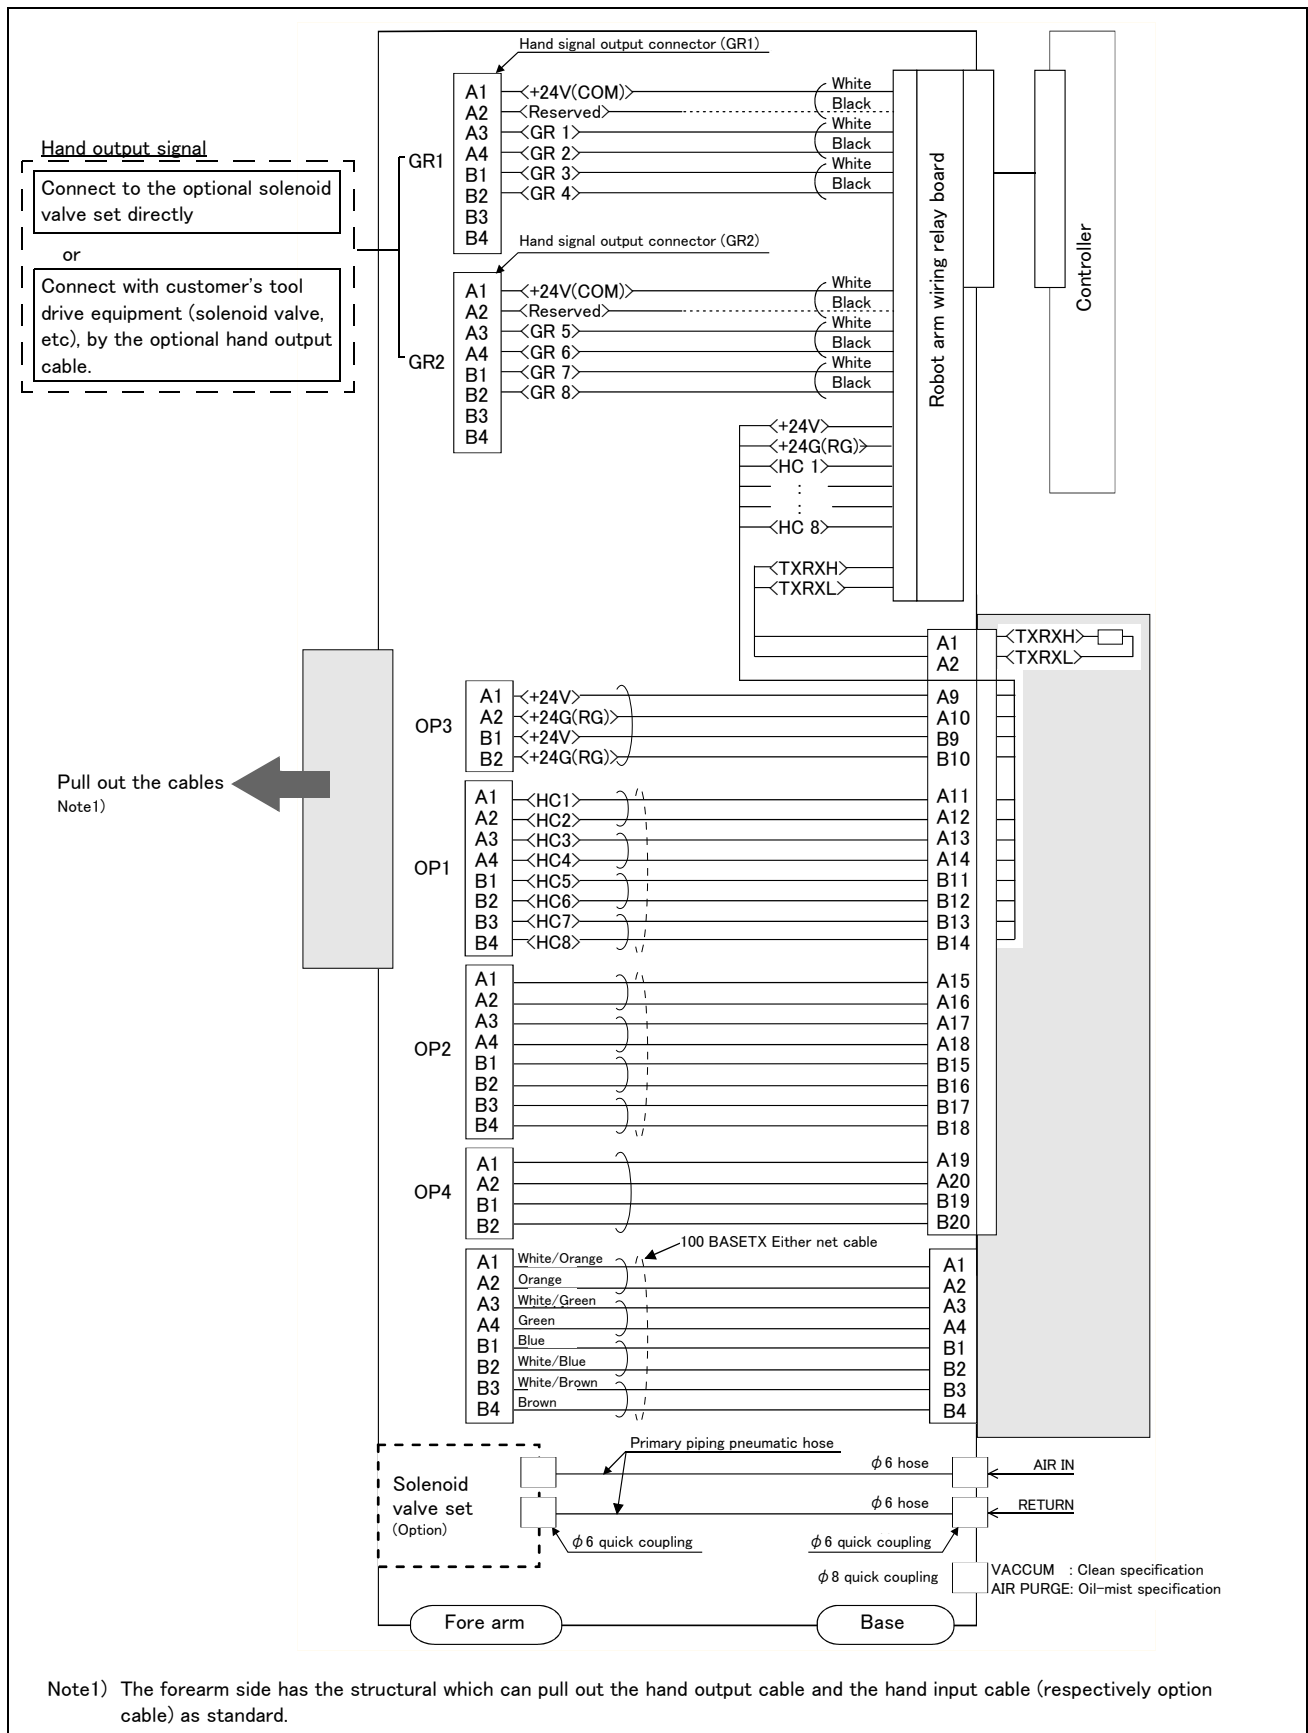 Hand signal output connector (GR1)
A1 <+24V(COM)> White
A2 <Reserved> Black
A3 <GR 1> White
A4 <GR 2> Black
B1 <GR 3> White
B2 <GR 4> Black
B3
B4
GR1
Hand output signal
Connect to the optional solenoid
valve set directly
or
Connect with customer's tool
drive equipment (solenoid valve,
etc), by the optional hand output
cable.
Hand signal output connector (GR2)
GR2
A1 <+24V(COM)> White
A2 <Reserved> Black
A3 <GR 5> White
A4 <GR 6> Black
B1 <GR 7> White
B2 <GR 8> Black
B3
B4
Robot arm wiring relay board
Controller
<+24V>
<+24G(RG)>
<HC 1>
:
:
<HC 8>
<TXRXH>
<TXRXL>
A1 <TXRXH>
A2 <TXRXL>
OP3
A1 <+24V> A9
A2 <+24G(RG)> A10
B1 <+24V> B9
B2 <+24G(RG)> B10
Pull out the cables
Note1)
OP1
A1 <HC1> A11
A2 <HC2> A12
A3 <HC3> A13
A4 <HC4> A14
B1 <HC5> B11
B2 <HC6> B12
B3 <HC7> B13
B4 <HC8> B14
OP2
A1 A15
A2 A16
A3 A17
A4 A18
B1 B15
B2 B16
B3 B17
B4 B18
OP4
A1 A19
A2 A20
B1 B19
B2 B20
100 BASETX Either net cable
A1 White/Orange A1
A2 Orange A2
A3 White/Green A3
A4 Green A4
B1 Blue B1
B2 White/Blue B2
B3 White/Brown B3
B4 Brown B4
Primary piping pneumatic hose
Solenoid
valve set
(Option)
φ6 hose AIR IN
φ6 hose RETURN
φ6 quick coupling φ6 quick coupling
φ8 quick coupling
VACCUM : Clean specification
AIR PURGE: Oil-mist specification
Fore arm Base
Note1) The forearm side has the structural which can pull out the hand output cable and the hand input cable (respectively option
cable) as standard.